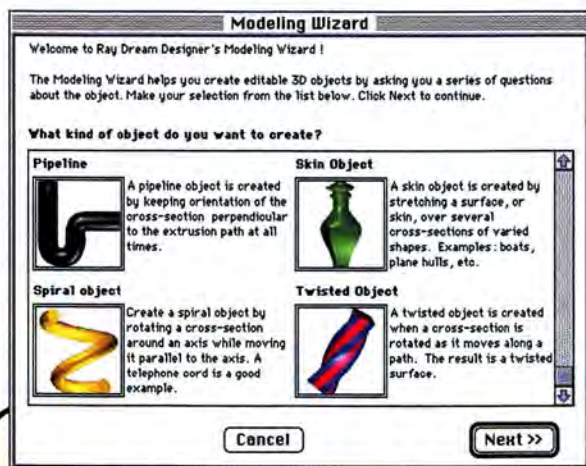 Modeling Wizard
Welcome to Ray Dream Designer's Modeling Wizard !
The Modeling Wizard helps you create editable 3D objects by asking you a series of questions
about the object. Make your selection from the list below. Click Next to continue.
What kind of object do you want to create?
Pipeline
A pipeline object is created
by keeping orientation of the
cross-section perpendicular
to the extrusion path at all
times.
Skin Object
A skin object is created by
stretching a surface, or
skin, over several
cross-sections of varied
shapes. Examples: boats,
plane hulls, etc.
Spiral object
Create a spiral object by
rotating a cross-section
around an axis while moving
it parallel to the axis. A
telephone cord is a good
example.
Twisted Object
A twisted object is created
when a cross-section is
rotated as it moves along a
path. The result is a twisted
surface.
Cancel
Next >>